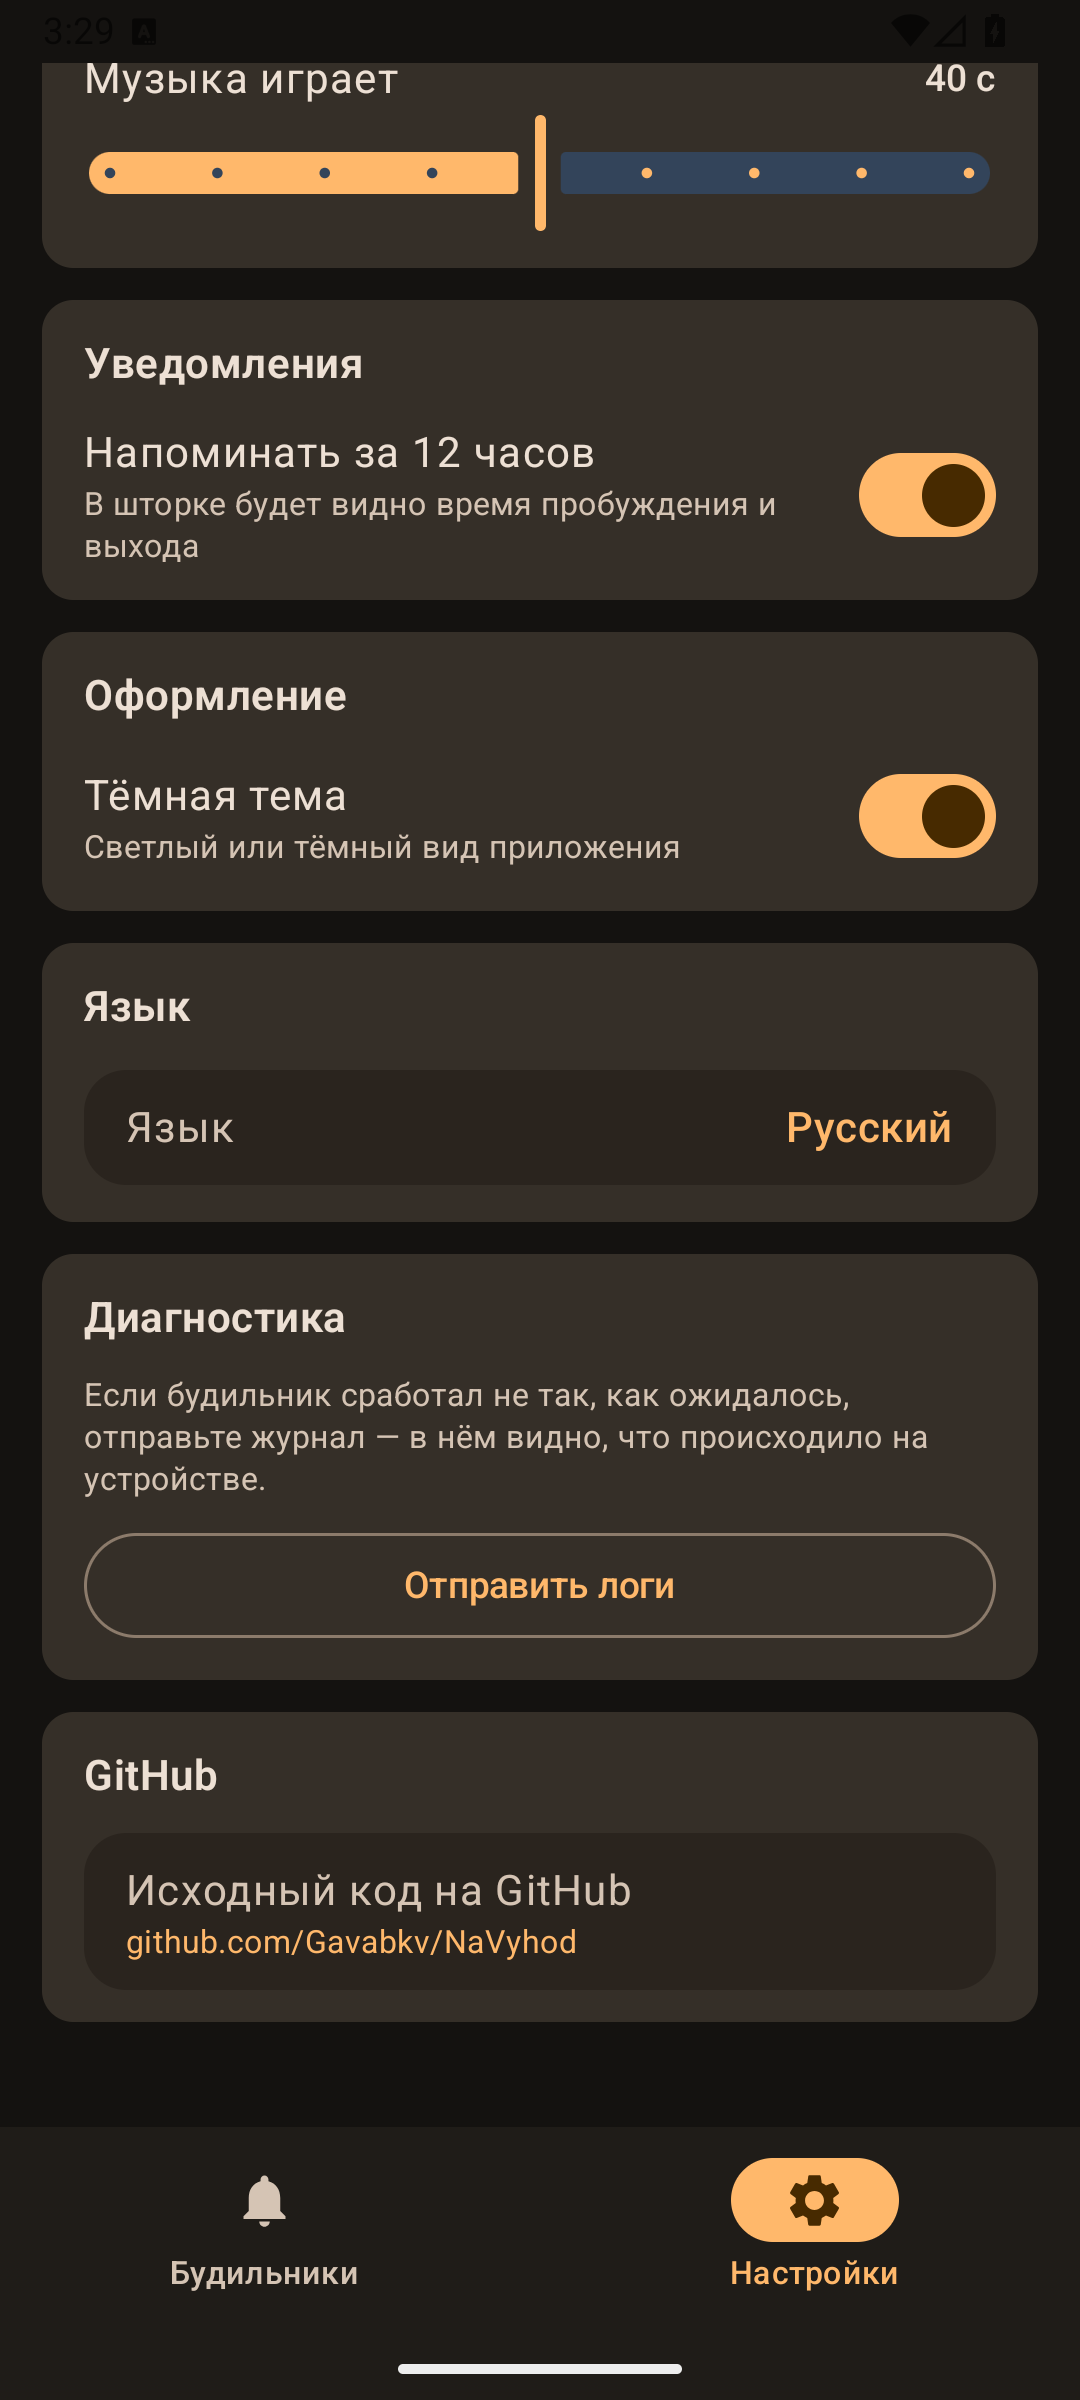 3:29
Музыка играет
40 с
Уведомления
Напоминать за 12 часов
В шторке будет видно время пробуждения и
выхода
Оформление
Тёмная тема
Светлый или тёмный вид приложения
Язык
Язык
Русский
Диагностика
Если будильник сработал не так, как ожидалось,
отправьте журнал — в нём видно, что происходило на
устройстве.
Отправить логи
GitHub
Исходный код на GitHub
github.com/Gavabkv/NaVyhod
Будильники
Настройки